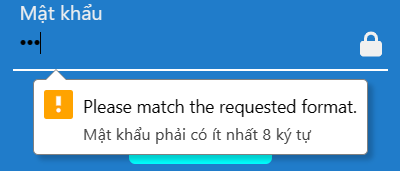 Mật khẩu
•••
Please match the requested format.
Mật khẩu phải có ít nhất 8 ký tự